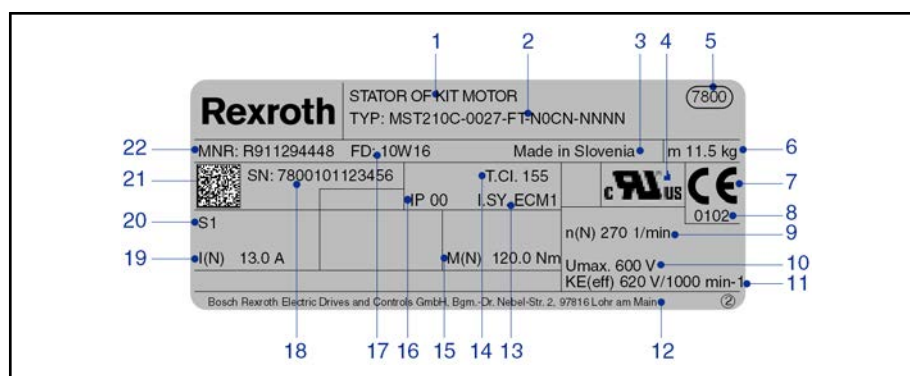 1 2 3 4 5
Rexroth
STATOR OF KIT MOTOR
TYP: MST210C-0027-FT-N0CN-NNNN
7800
22 MNR: R911294448 FD: 10W16 Made in Slovenia m 11.5 kg 6
21 SN: 7800101123456 T.CI. 155 c RU US CE 7
IP 00 I.SY. ECM1 0102 8
20 S1 n(N) 270 1/min 9
19 I(N) 13.0 A M(N) 120.0 Nm Umax. 600 V 10
KE(eff) 620 V/1000 min-1 11
Bosch Rexroth Electric Drives and Controls GmbH, Bgm.-Dr. Nebel-Str. 2, 97816 Lohr am Main 2
18 17 16 15 14 13 12